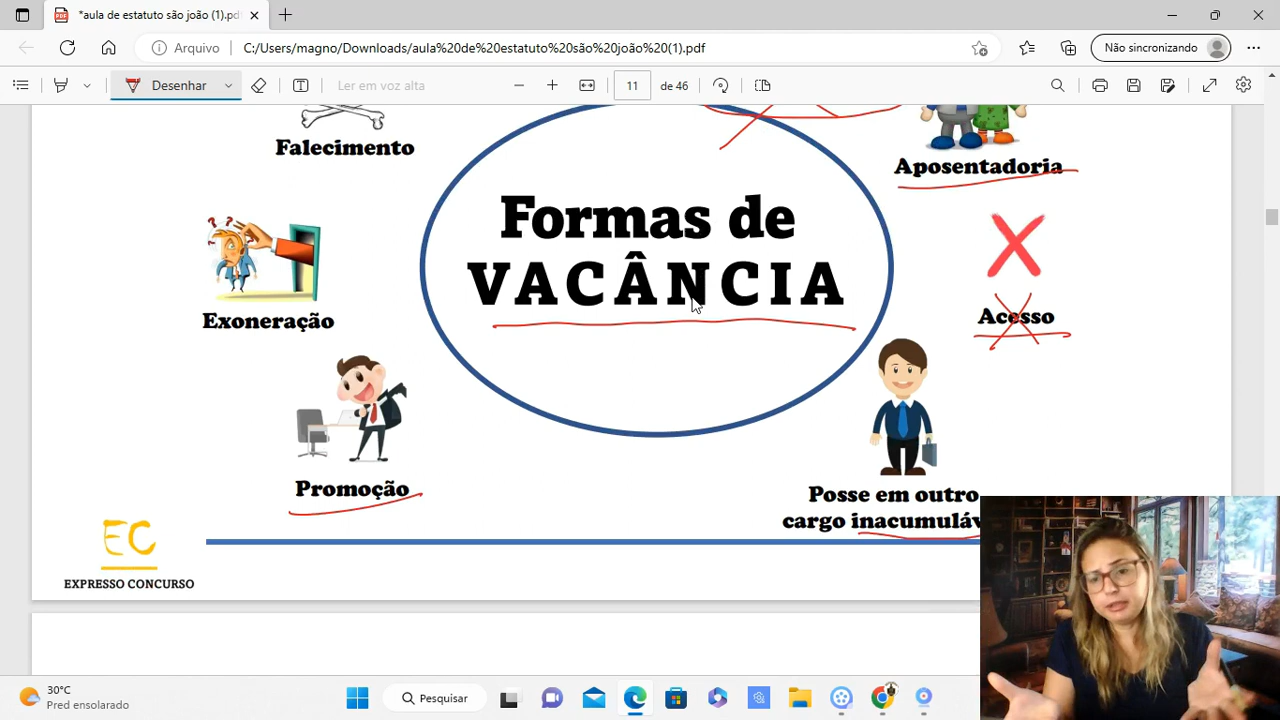 *aula de estatuto são joão (1).pdf
Arquivo
C:/Users/magno/Downloads/aula%20de%20estatuto%20são%20joão%20(1).pdf
Não sincronizando
Desenhar
Ler em voz alta
11
de 46
Falecimento
Aposentadoria
Formas de
VACÂNCIA
Exoneração
Acesso
Promoção
Posse em outro
cargo inacumuláv
EC
EXPRESSO CONCURSO
30°C
Pred ensolarado
Pesquisar